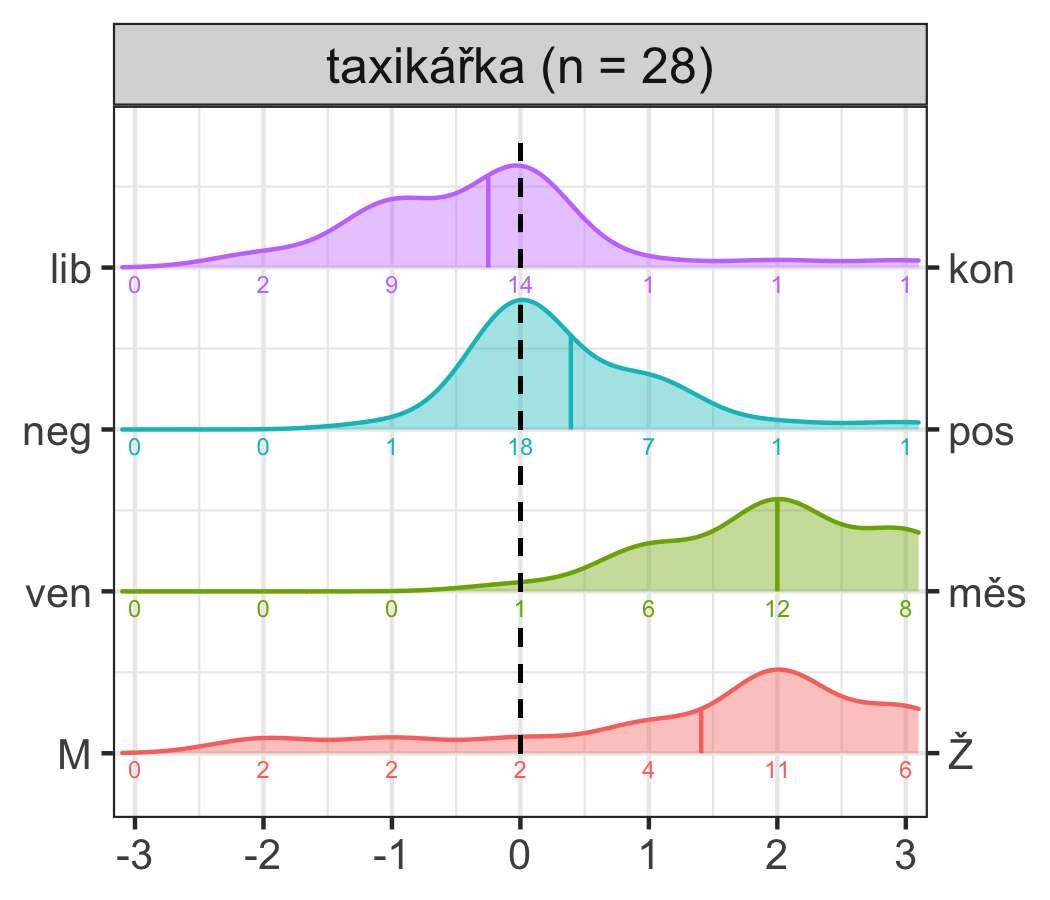 taxikářka (n = 28)
lib kon
0 2 9 14 1 1 1
neg pos
0 0 1 18 7 1 1
ven měs
0 0 0 1 6 12 8
M Ž
0 2 2 2 4 11 6
-3 -2 -1 0 1 2 3